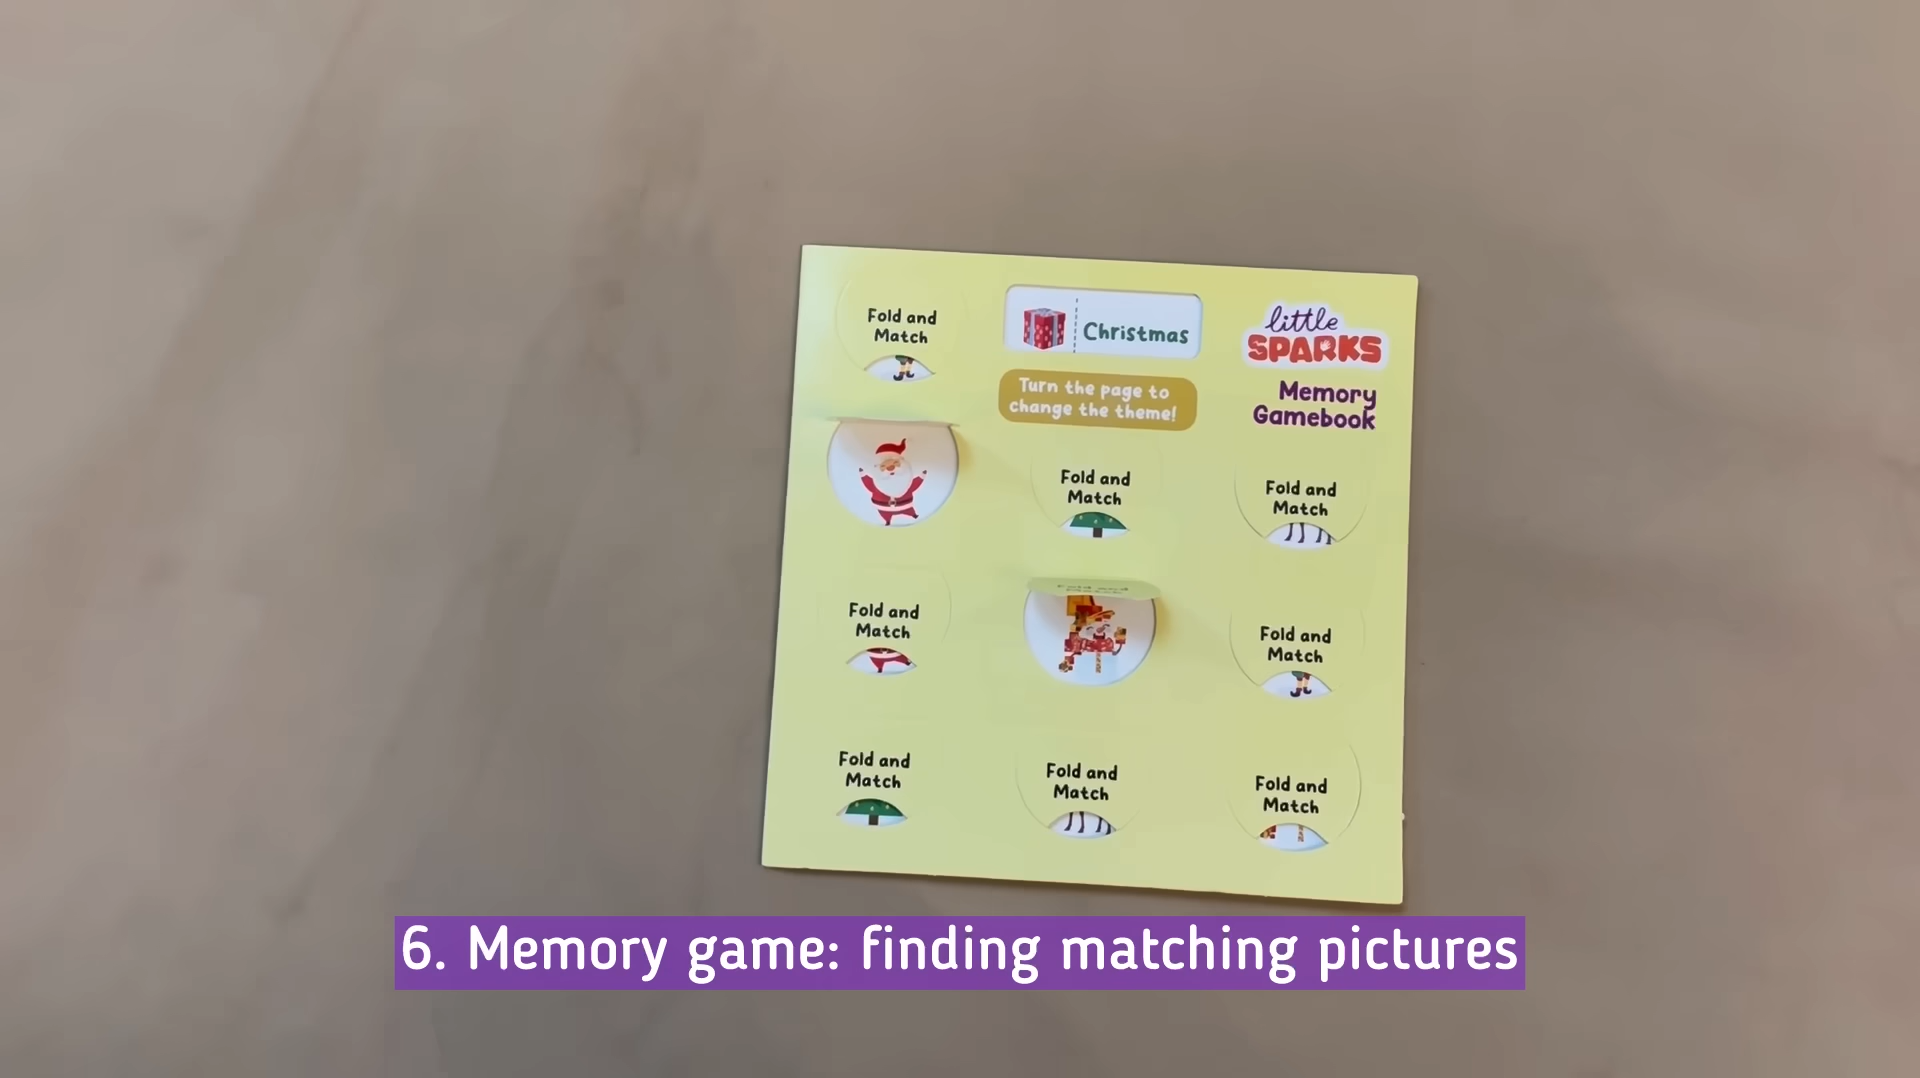 Fold and
Match
Christmas
Turn the page to
change the theme!
little
SPARKS
Memory
Gamebook
Fold and
Match
Fold and
Match
Fold and
Match
Fold and
Match
Fold and
Match
Fold and
Match
Fold and
Match
6. Memory game: finding matching pictures